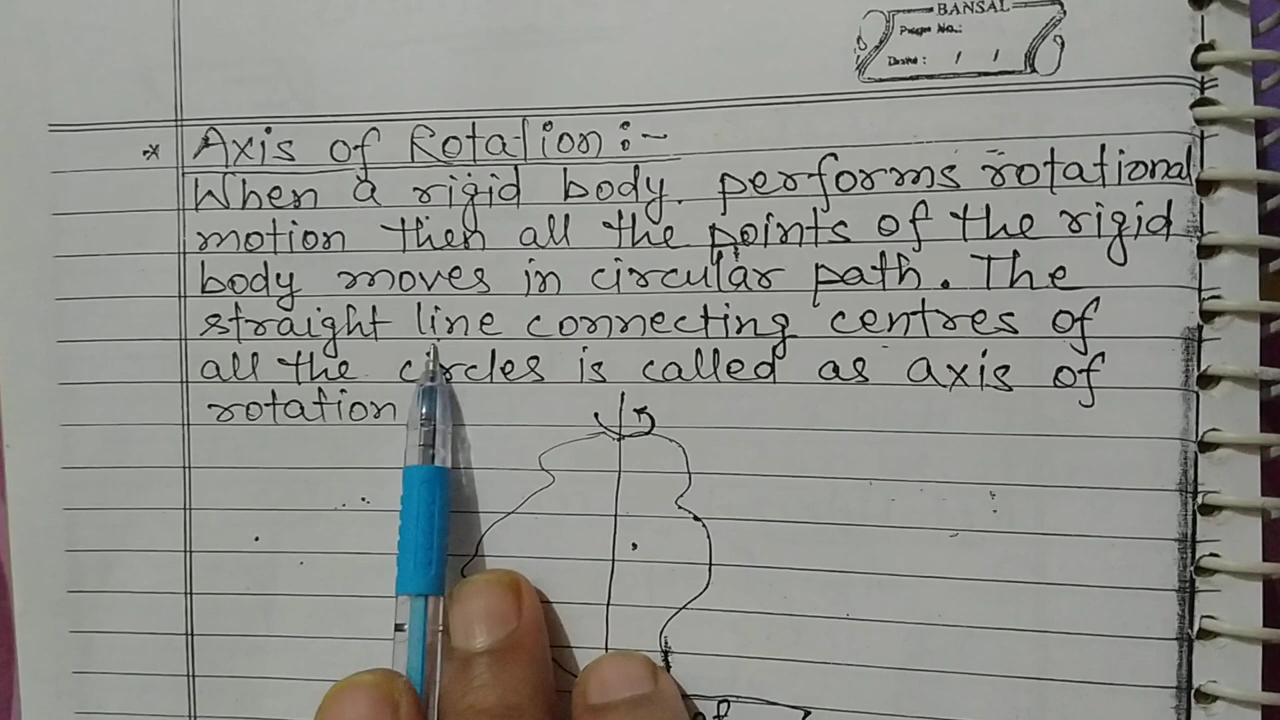 BANSAL
Page No.:
Date: / /
* Axis of Rotation :-
When a rigid body. performs rotational
motion then all the points of the rigid
body moves in circular path. The
straight line connecting centres of
all the circles is called as axis of
rotation
of